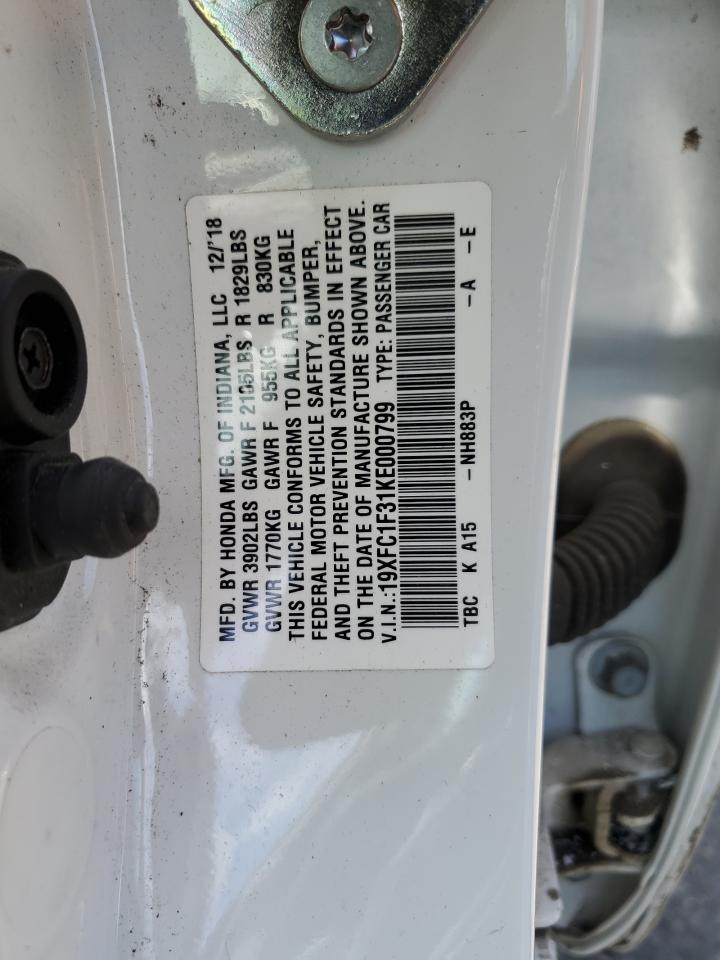 MFD. BY HONDA MFG. OF INDIANA, LLC 12/'18
GVWR 3902LBS GAWR F 2105LBS R 1829LBS
GVWR 1770KG GAWR F 955KG R 830KG
THIS VEHICLE CONFORMS TO ALL APPLICABLE
FEDERAL MOTOR VEHICLE SAFETY, BUMPER,
AND THEFT PREVENTION STANDARDS IN EFFECT
ON THE DATE OF MANUFACTURE SHOWN ABOVE.
V.I.N.:19XFC1F31KE000799 TYPE: PASSENGER CAR
TBC K A15 -NH883P -A -E